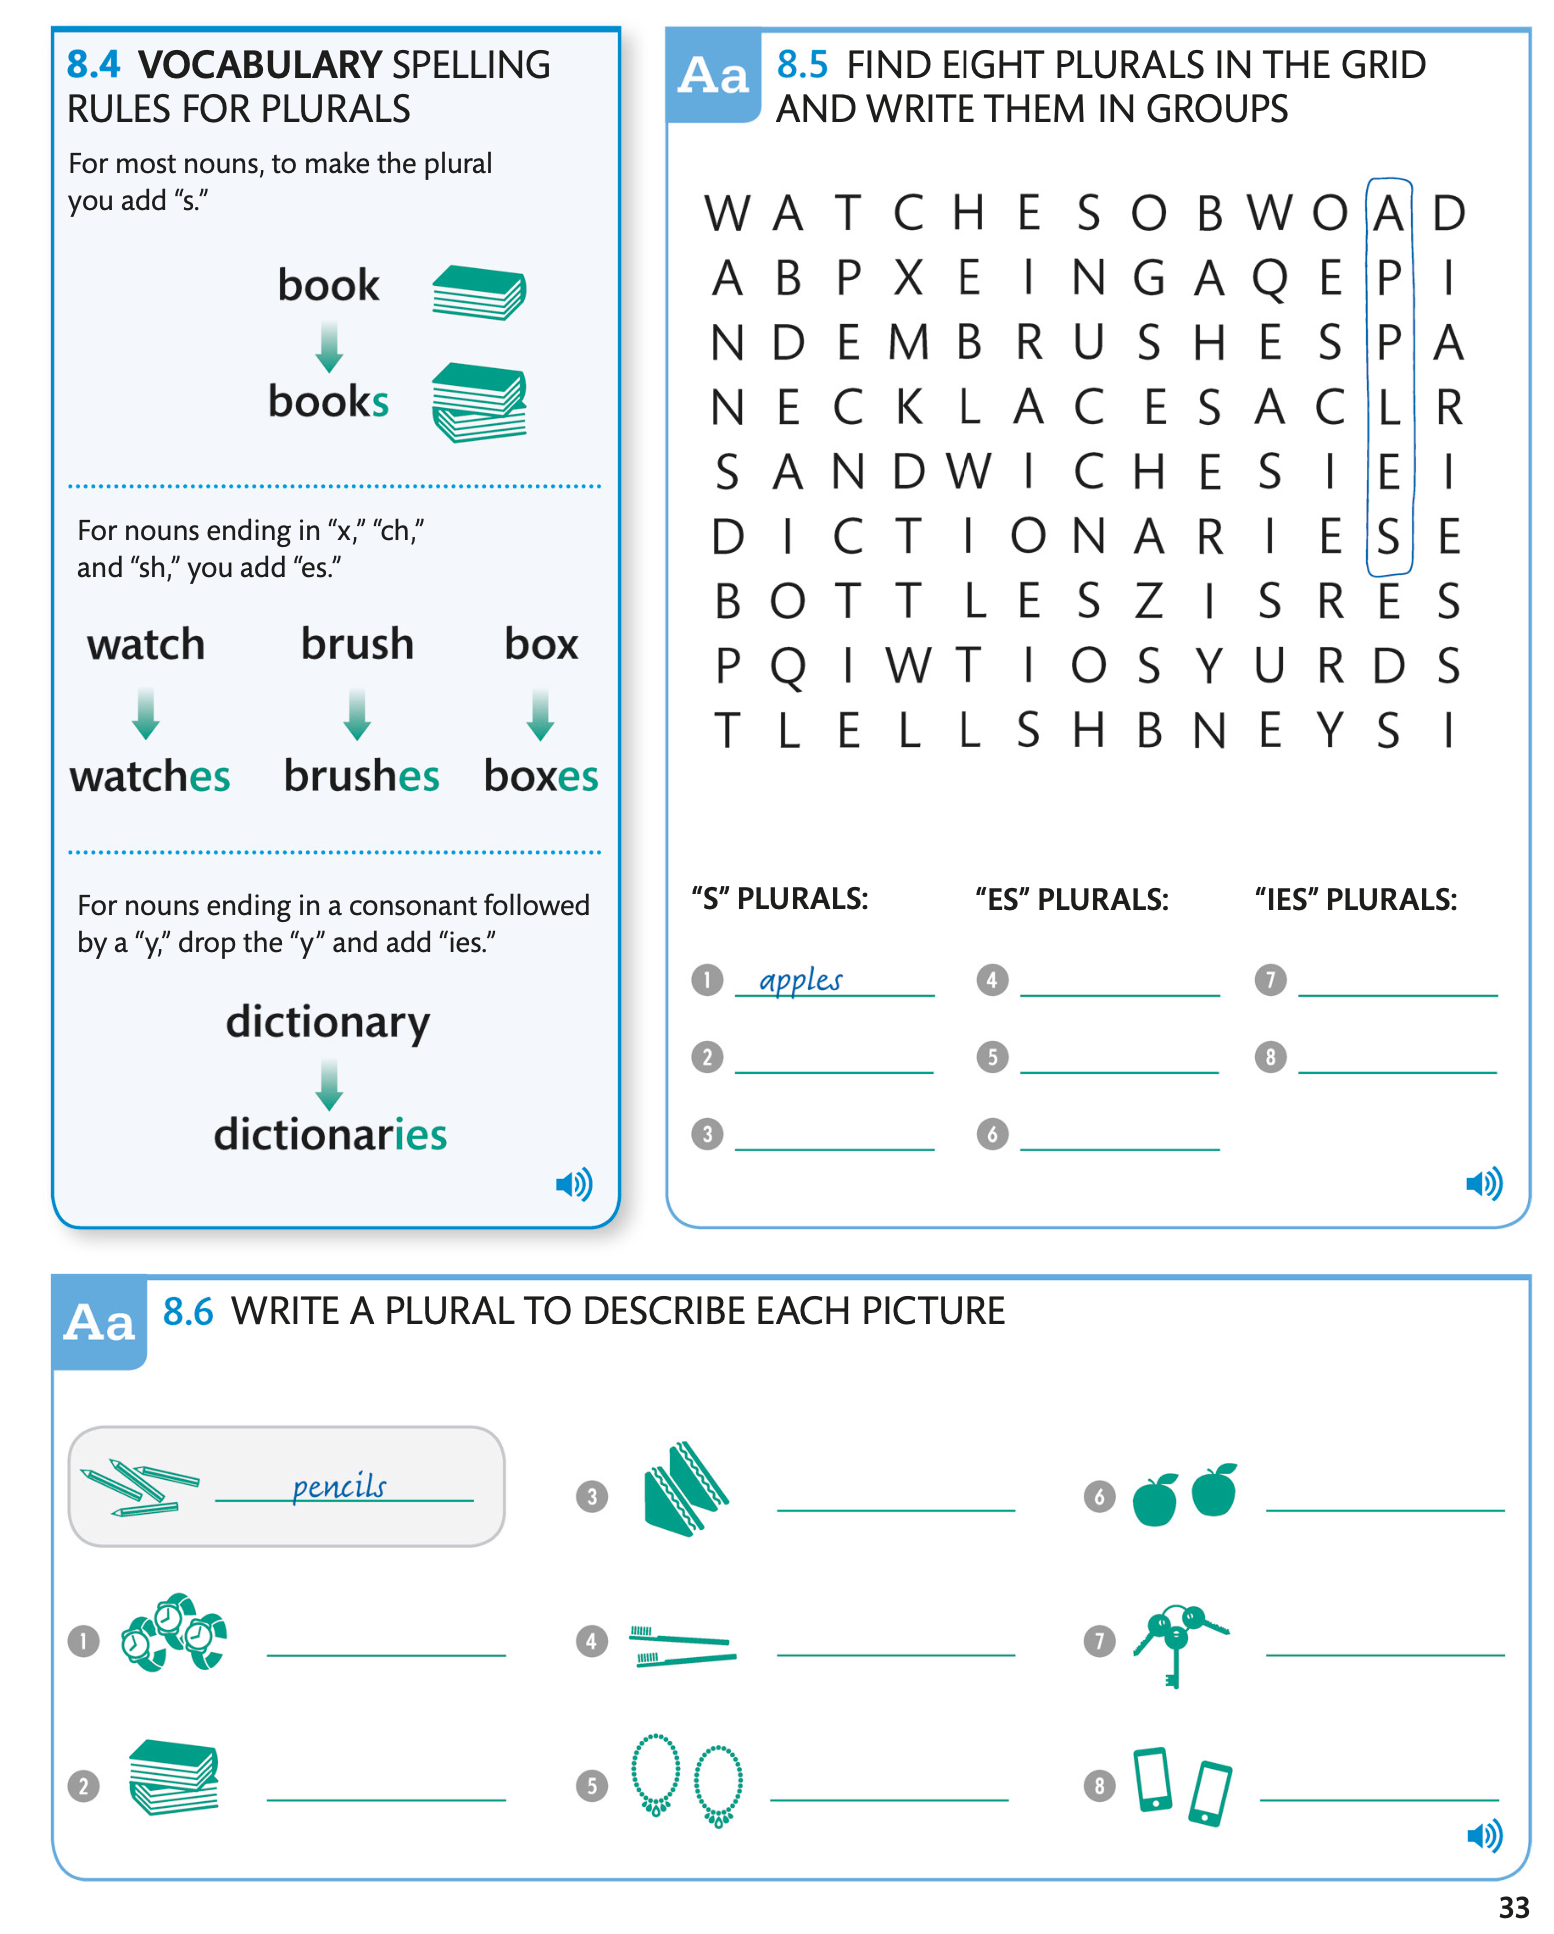 8.4 VOCABULARY SPELLING
RULES FOR PLURALS
For most nouns, to make the plural
you add “s.”
book
books
For nouns ending in “x,” “ch,”
and “sh,” you add “es.”
watch brush box
watches brushes boxes
For nouns ending in a consonant followed
by a “y,” drop the “y” and add “ies.”
dictionary
dictionaries
Aa
8.5 FIND EIGHT PLURALS IN THE GRID
AND WRITE THEM IN GROUPS
W A T C H E S O B W O A D
A B P X E I N G A Q E P I
N D E M B R U S H E S P A
N E C K L A C E S A C L R
S A N D W I C H E S I E I
D I C T I O N A R I E S E
B O T T L E S Z I S R E S
P Q I W T I O S Y U R D S
T L E L L S H B N E Y S I
“S” PLURALS: “ES” PLURALS: “IES” PLURALS:
1 apples 4 7
2 5 8
3 6
Aa
8.6 WRITE A PLURAL TO DESCRIBE EACH PICTURE
pencils 3 6
1 4 7
2 5 8
33